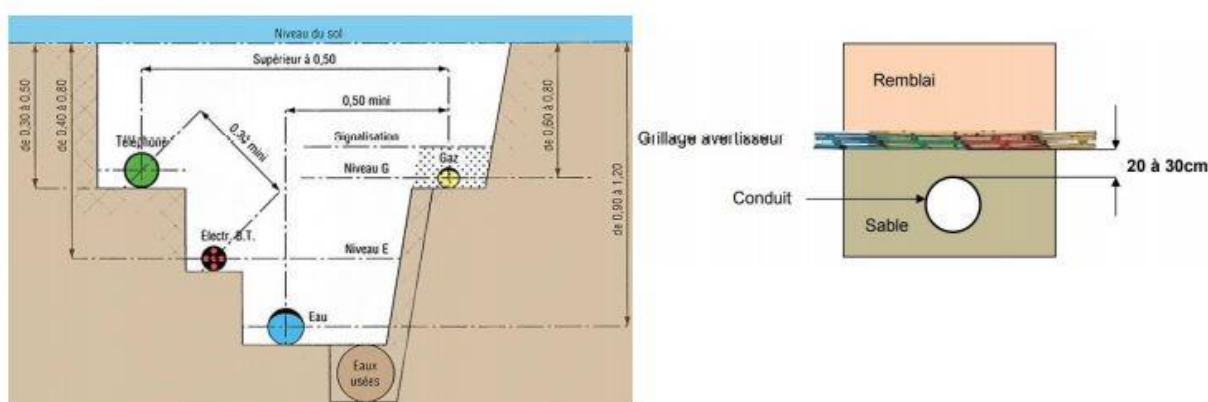 Niveau du sol
Supérieur à 0,50
0,50 mini
de 0,30 à 0,50
de 0,40 à 0,80
de 0,60 à 0,80
de 0,90 à 1,20
Téléphone
mini
Signalisation
Gaz
Niveau G
Electr. B.T.
Niveau E
Eau
Eaux
usées
Remblai
Grillage avertisseur
20 à 30cm
Conduit
Sable